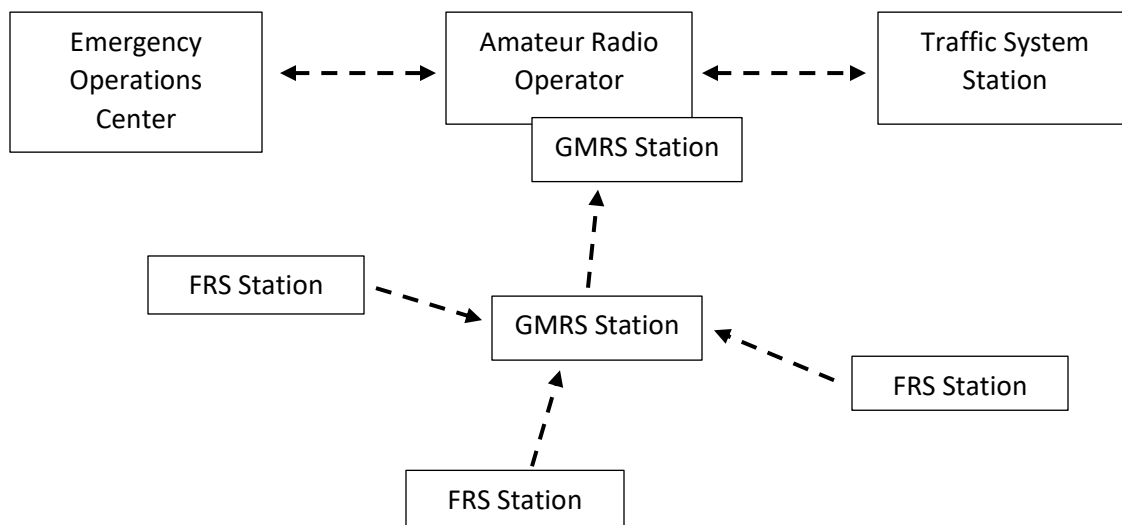 Emergency
Operations
Center
Amateur Radio
Operator
Traffic System
Station
GMRS Station
FRS Station
GMRS Station
FRS Station
FRS Station